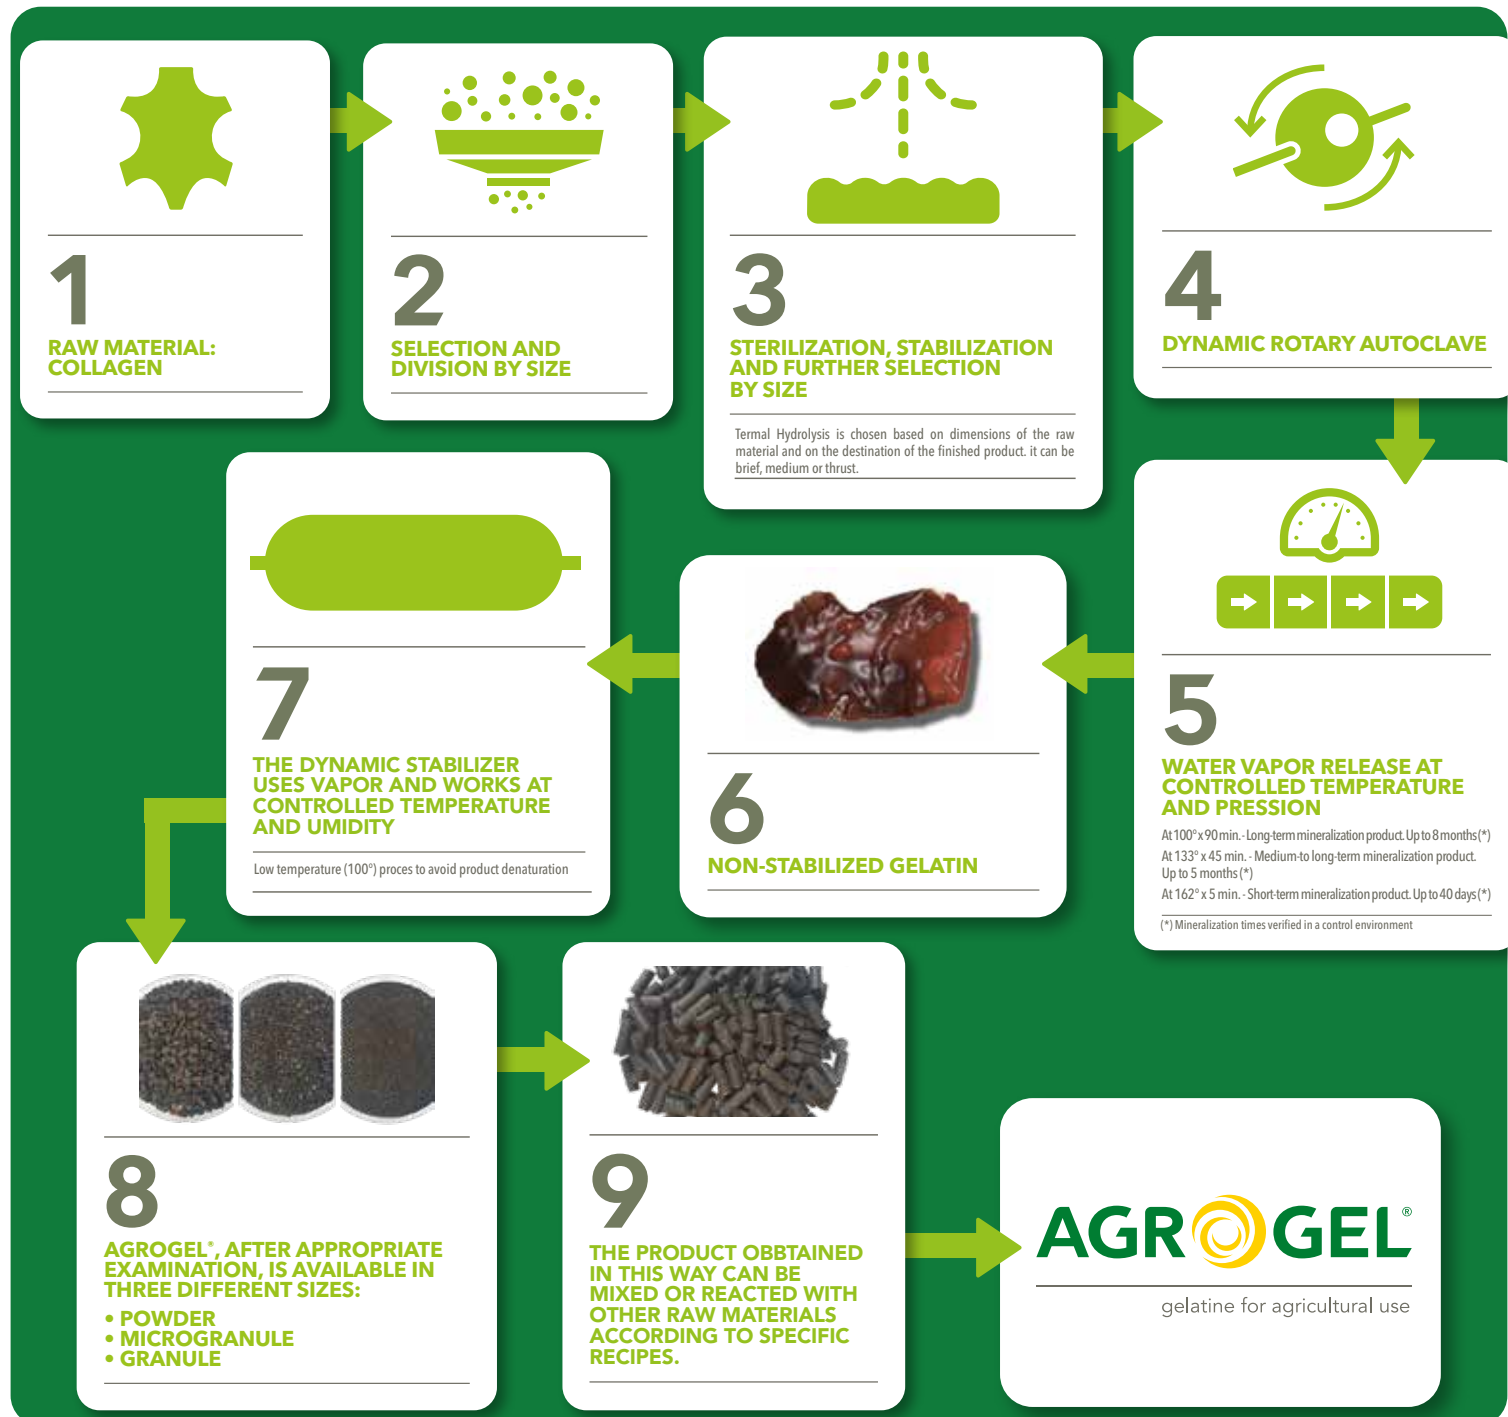 1
RAW MATERIAL:
COLLAGEN
2
SELECTION AND
DIVISION BY SIZE
3
STERILIZATION, STABILIZATION
AND FURTHER SELECTION
BY SIZE
Termal Hydrolysis is chosen based on dimensions of the raw
material and on the destination of the finished product. it can be
brief, medium or thrust.
4
DYNAMIC ROTARY AUTOCLAVE
5
WATER VAPOR RELEASE AT
CONTROLLED TEMPERATURE
AND PRESSION
At 100° x 90 min. - Long-term mineralization product. Up to 8 months (*)
At 133° x 45 min. - Medium-to long-term mineralization product.
Up to 5 months (*)
At 162° x 5 min. - Short-term mineralization product. Up to 40 days (*)
(*) Mineralization times verified in a control environment
6
NON-STABILIZED GELATIN
7
THE DYNAMIC STABILIZER
USES VAPOR AND WORKS AT
CONTROLLED TEMPERATURE
AND UMIDITY
Low temperature (100°) proces to avoid product denaturation
8
AGROGEL®, AFTER APPROPRIATE
EXAMINATION, IS AVAILABLE IN
THREE DIFFERENT SIZES:
• POWDER
• MICROGRANULE
• GRANULE
9
THE PRODUCT OBBTAINED
IN THIS WAY CAN BE
MIXED OR REACTED WITH
OTHER RAW MATERIALS
ACCORDING TO SPECIFIC
RECIPES.
AGROGEL®
gelatine for agricultural use